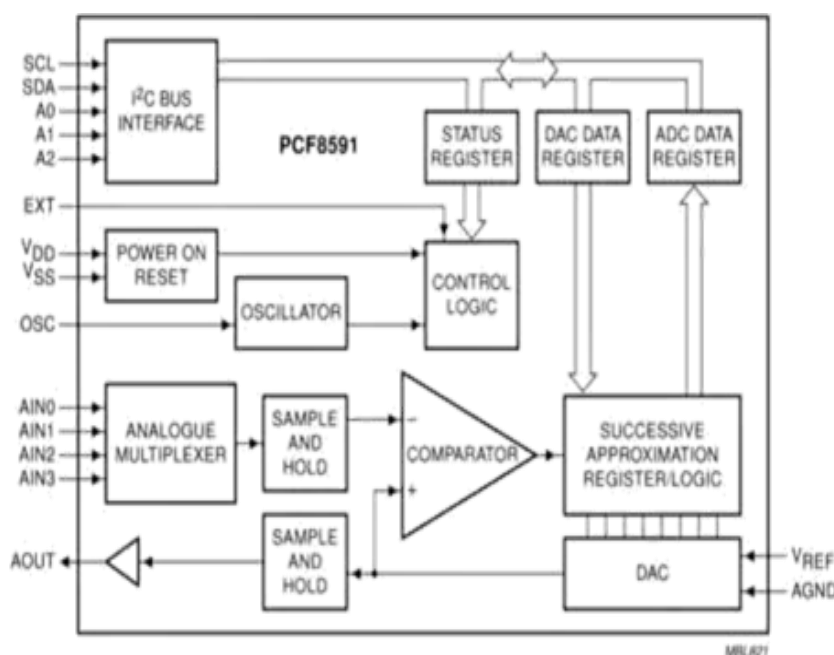 SCL
SDA
A0
A1
A2
I²C BUS
INTERFACE
PCF8591
STATUS
REGISTER
DAC DATA
REGISTER
ADC DATA
REGISTER
EXT
VDD
VSS
POWER ON
RESET
CONTROL
LOGIC
OSC
OSCILLATOR
AIN0
AIN1
AIN2
AIN3
ANALOGUE
MULTIPLEXER
SAMPLE
AND
HOLD
−
+
COMPARATOR
SUCCESSIVE
APPROXIMATION
REGISTER/LOGIC
AOUT
SAMPLE
AND
HOLD
DAC
VREF
AGND
MBL821